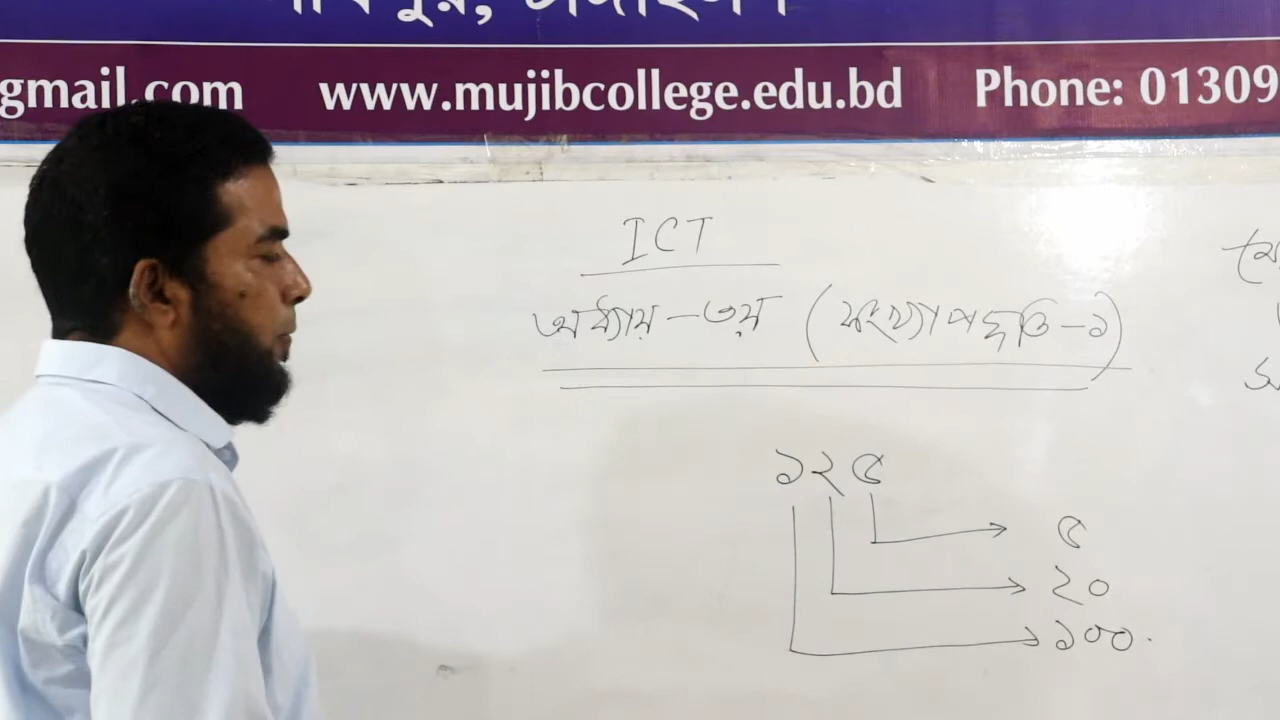 gmail.com www.mujibcollege.edu.bd Phone: 01309
ICT
অধ্যায় - ৩য় (সংখ্যা পদ্ধতি - ১)
১২৫
৫
২০
১০০